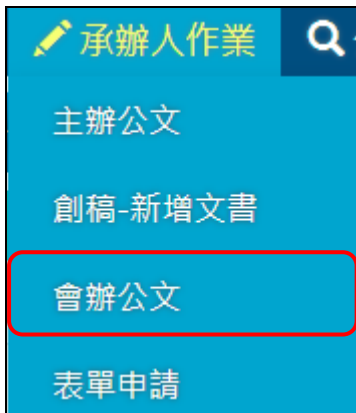 承辦人作業
主辦公文
創稿-新增文書
會辦公文
表單申請